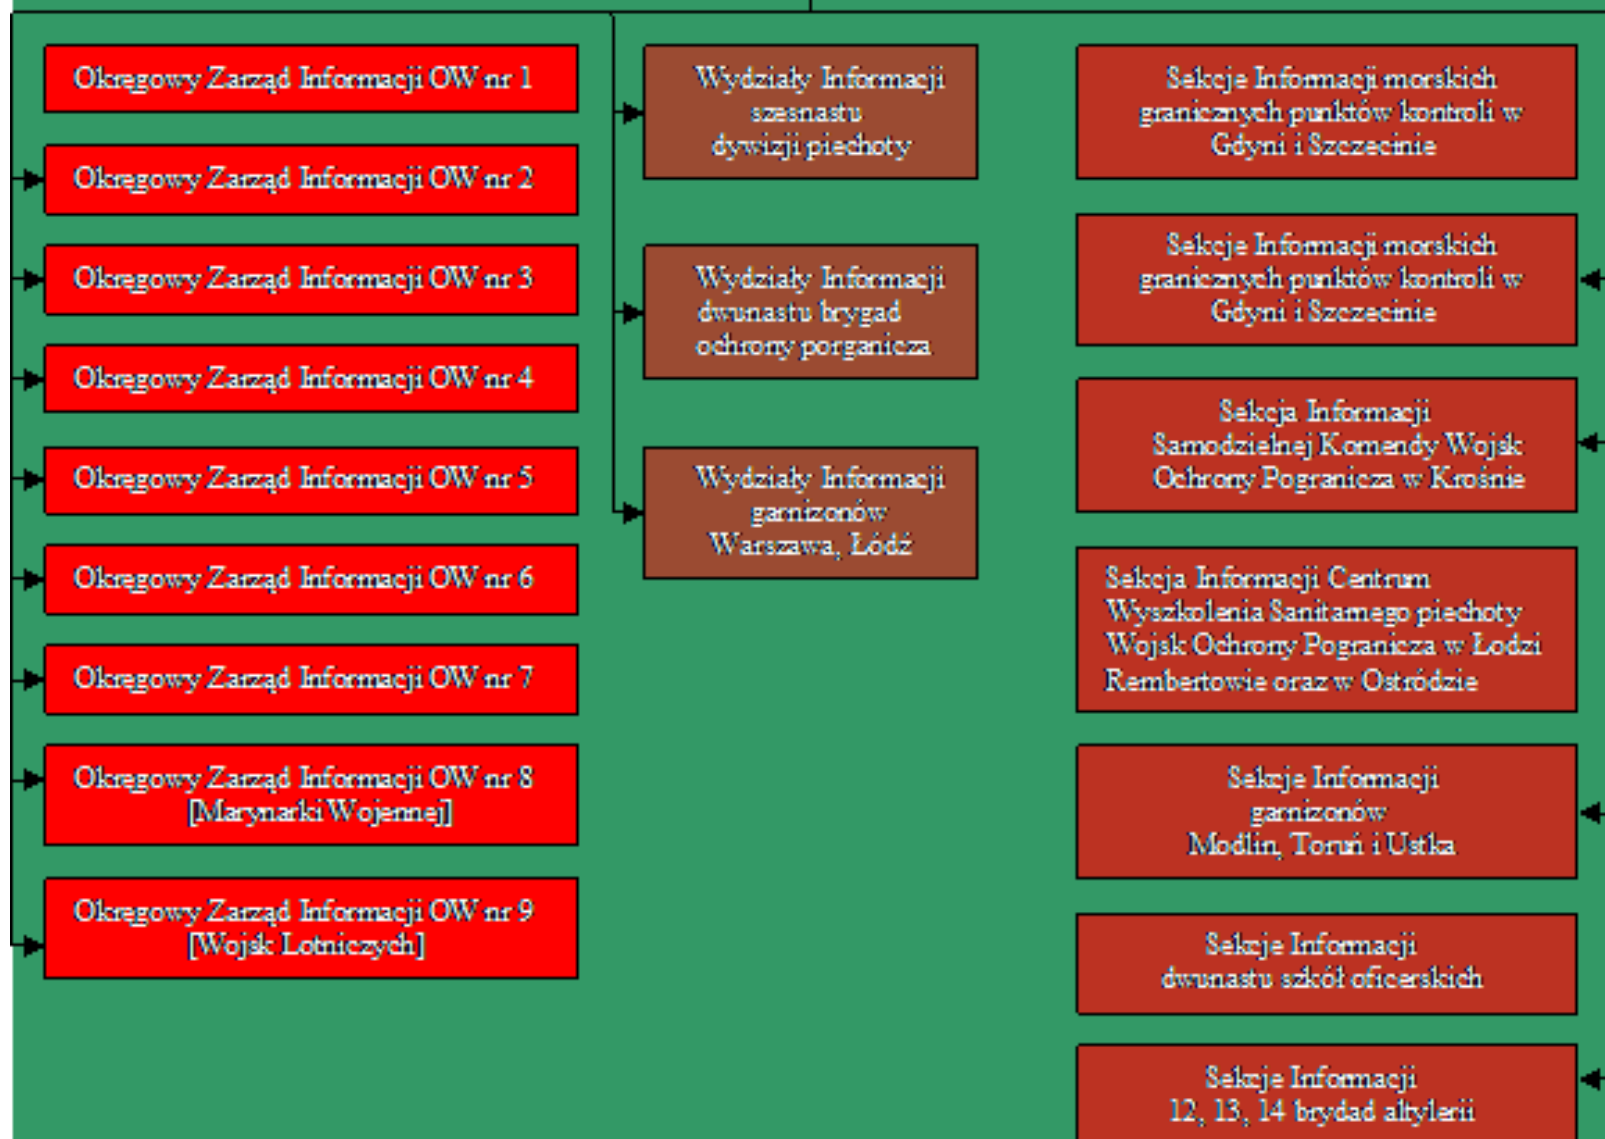 Okręgowy Zarząd Informacji OW nr 1
Okręgowy Zarząd Informacji OW nr 2
Okręgowy Zarząd Informacji OW nr 3
Okręgowy Zarząd Informacji OW nr 4
Okręgowy Zarząd Informacji OW nr 5
Okręgowy Zarząd Informacji OW nr 6
Okręgowy Zarząd Informacji OW nr 7
Okręgowy Zarząd Informacji OW nr 8
[Marynarki Wojennej]
Okręgowy Zarząd Informacji OW nr 9
[Wojsk Lotniczych]
Wydziały Informacji
szesnastu
dywizji piechoty
Wydziały Informacji
dwunastu brygad
ochrony porganicza
Wydziały Informacji
garnizonów
Warszawa, Łódź
Sekcje Informacji morskich
granicznych punktów kontroli w
Gdyni i Szczecinie
Sekcje Informacji morskich
granicznych punktów kontroli w
Gdyni i Szczecinie
Sekcja Informacji
Samodzielnej Komendy Wojsk
Ochrony Pogranicza w Krośnie
Sekcja Informacji Centrum
Wyszkolenia Sanitarnego piechoty
Wojsk Ochrony Pogranicza w Łodzi
Rembertowie oraz w Ostródzie
Sekcje Informacji
garnizonów
Modlin, Toruń i Ustka
Sekcje Informacji
dwunastu szkół oficerskich
Sekcje Informacji
12, 13, 14 brydad altylerii